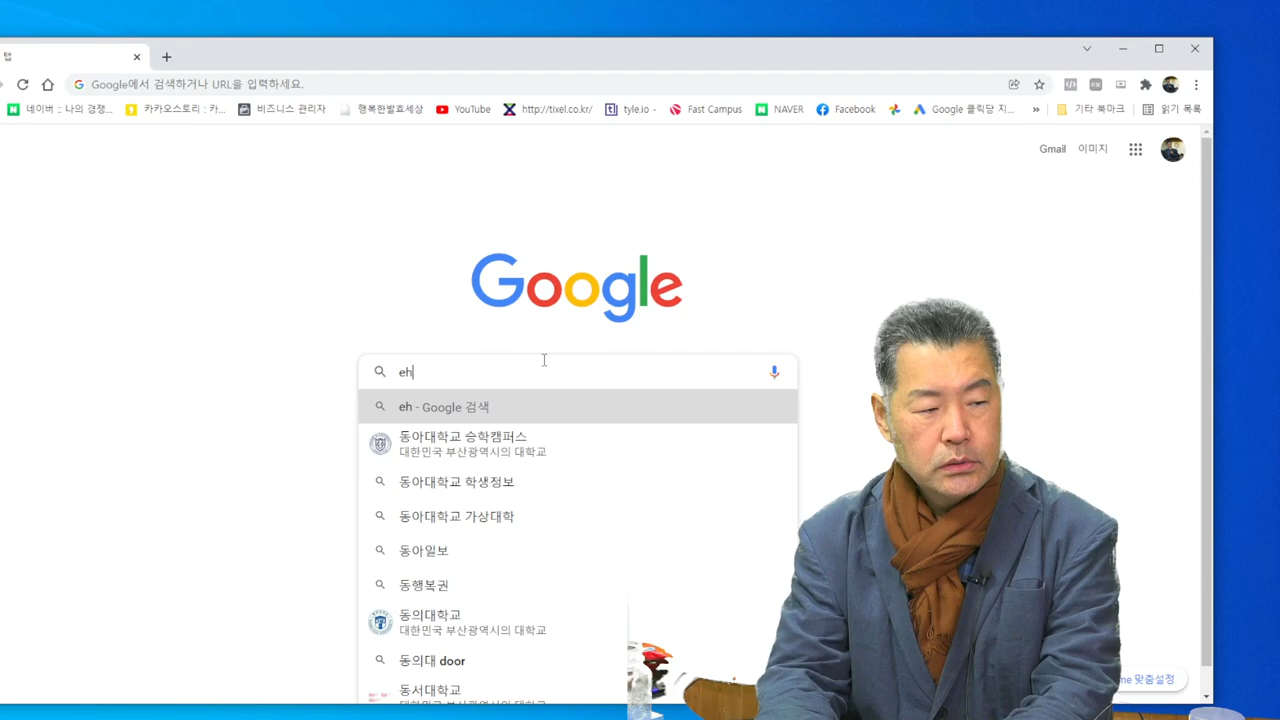 Google에서 검색하거나 URL을 입력하세요.
네이버 :: 나의 경쟁... 카카오스토리 : 카... 비즈니스 관리자 행복한발효세상 YouTube http://tixel.co.kr/ tyle.io - Fast Campus NAVER Facebook Google 클릭당 지... » 기타 북마크 읽기 목록
Gmail 이미지
Google
eh
eh - Google 검색
동아대학교 승학캠퍼스
대한민국 부산광역시의 대학교
동아대학교 학생정보
동아대학교 가상대학
동아일보
동행복권
동의대학교
대한민국 부산광역시의 대학교
동의대 door
동서대학교
me 맞춤설정